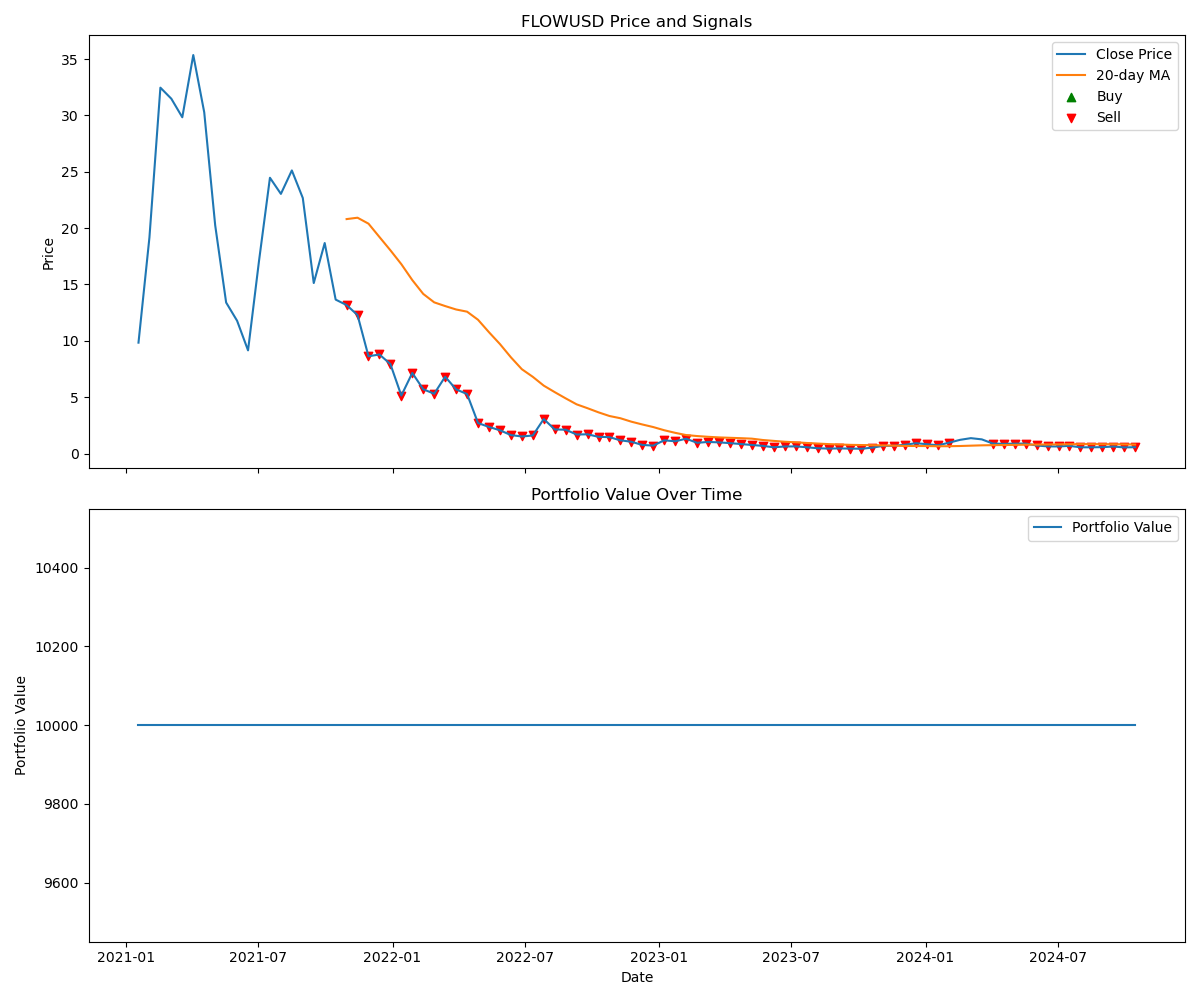 FLOWUSD Price and Signals
Price
35
30
25
20
15
10
5
0
Close Price
20-day MA
Buy
Sell
Portfolio Value Over Time
Portfolio Value
10400
10200
10000
9800
9600
Portfolio Value
2021-01
2021-07
2022-01
2022-07
2023-01
2023-07
2024-01
2024-07
Date